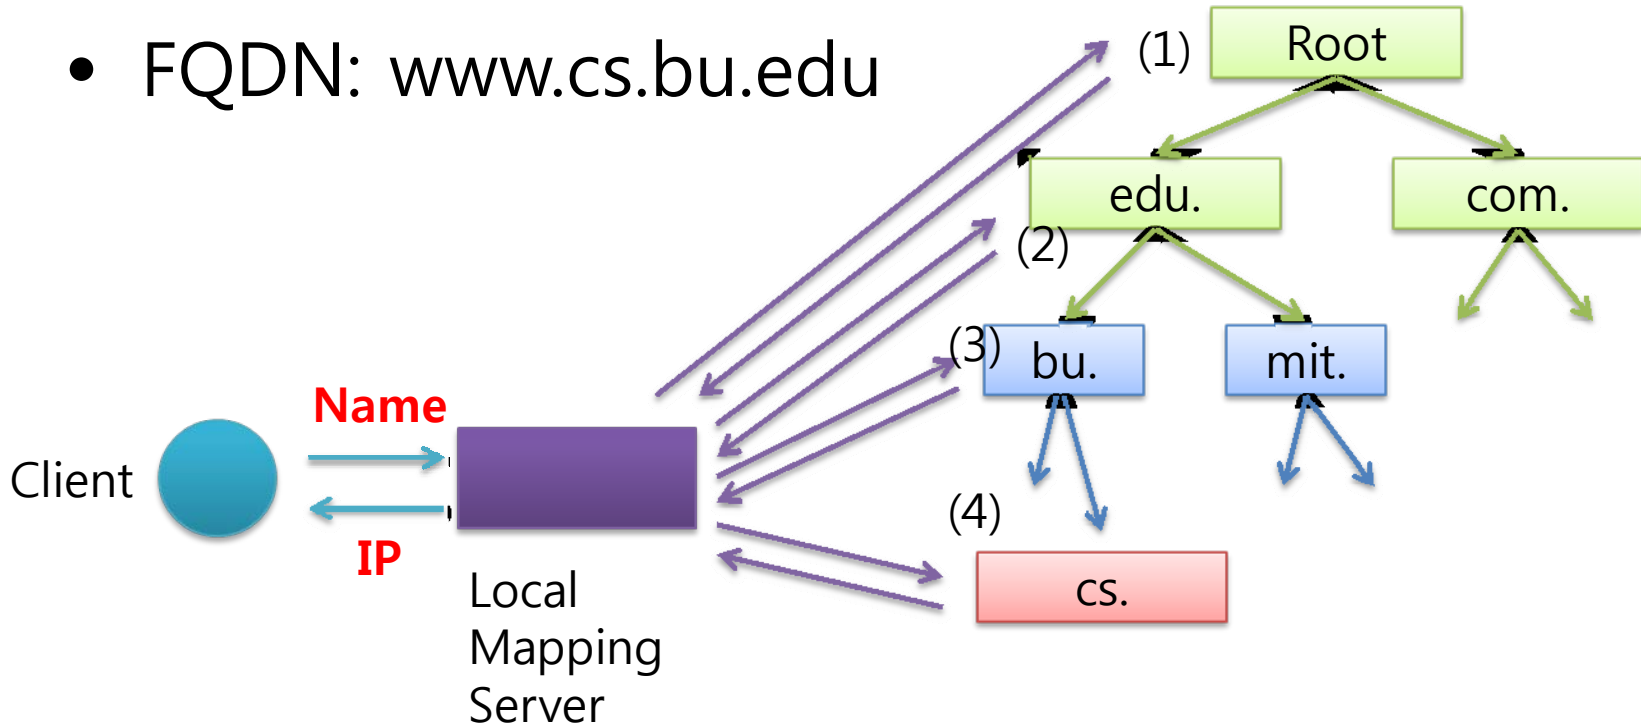 • FQDN: www.cs.bu.edu
(1)
Root
edu.
com.
(2)
(3)
bu.
mit.
Name
Client
IP
(4)
cs.
Local
Mapping
Server